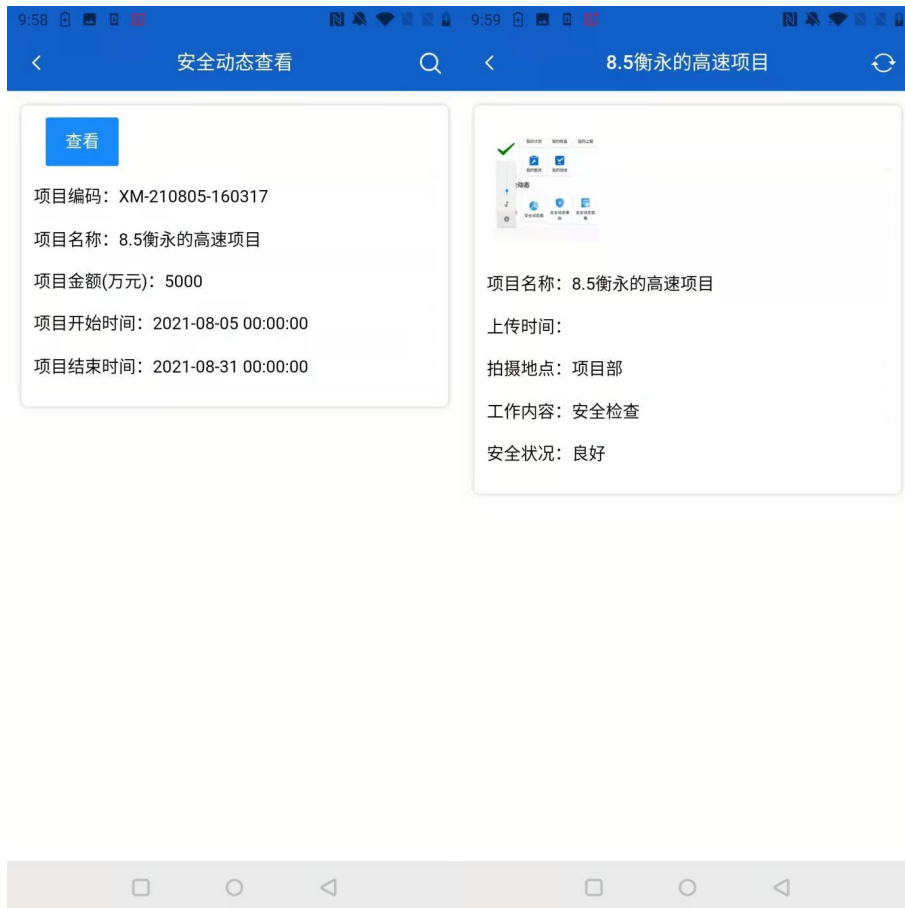 9:58
安全动态查看
查看
项目编码：XM-210805-160317
项目名称：8.5衡永的高速项目
项目金额(万元)：5000
项目开始时间：2021-08-05 00:00:00
项目结束时间：2021-08-31 00:00:00
9:59
8.5衡永的高速项目
项目名称：8.5衡永的高速项目
上传时间：
拍摄地点：项目部
工作内容：安全检查
安全状况：良好